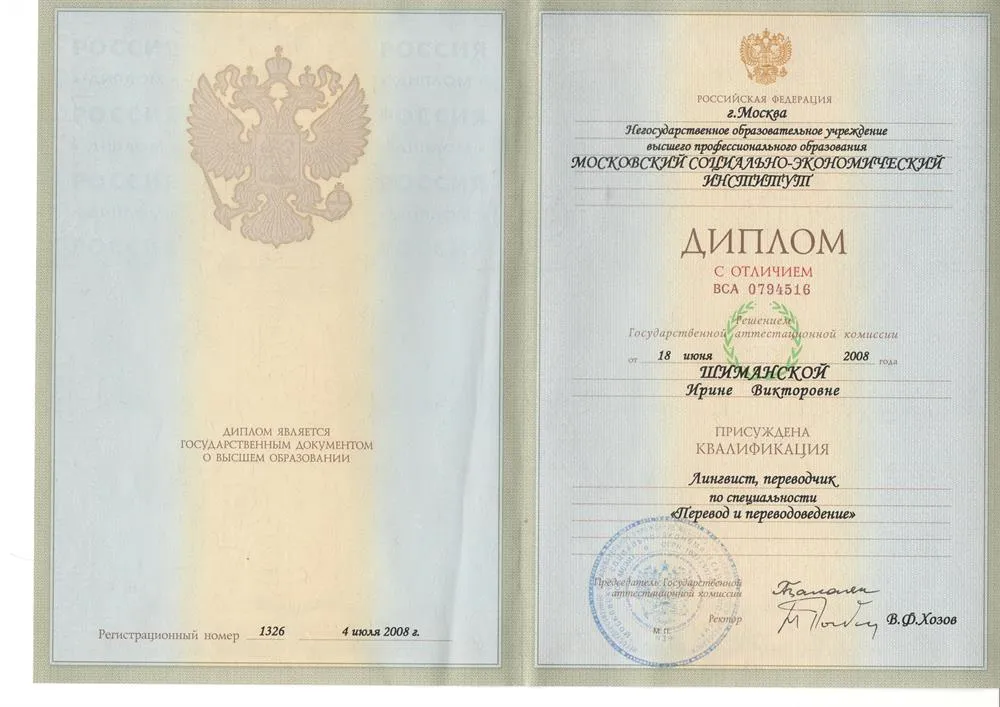 ДИПЛОМ ЯВЛЯЕТСЯ
ГОСУДАРСТВЕННЫМ ДОКУМЕНТОМ
О ВЫСШЕМ ОБРАЗОВАНИИ
Регистрационный номер 1326 4 июля 2008 г.
РОССИЙСКАЯ ФЕДЕРАЦИЯ
г.Москва
Негосударственное образовательное учреждение
высшего профессионального образования
МОСКОВСКИЙ СОЦИАЛЬНО-ЭКОНОМИЧЕСКИЙ
ИНСТИТУТ
ДИПЛОМ
С ОТЛИЧИЕМ
ВСА 0794516
Решением
Государственной аттестационной комиссии
от 18 июня 2008 года
ШИМАНСКОЙ
Ирине Викторовне
ПРИСУЖДЕНА
КВАЛИФИКАЦИЯ
Лингвист, переводчик
по специальности
«Перевод и переводоведение»
Председатель Государственной
аттестационной комиссии
Ректор В.Ф.Хозов
М.П.